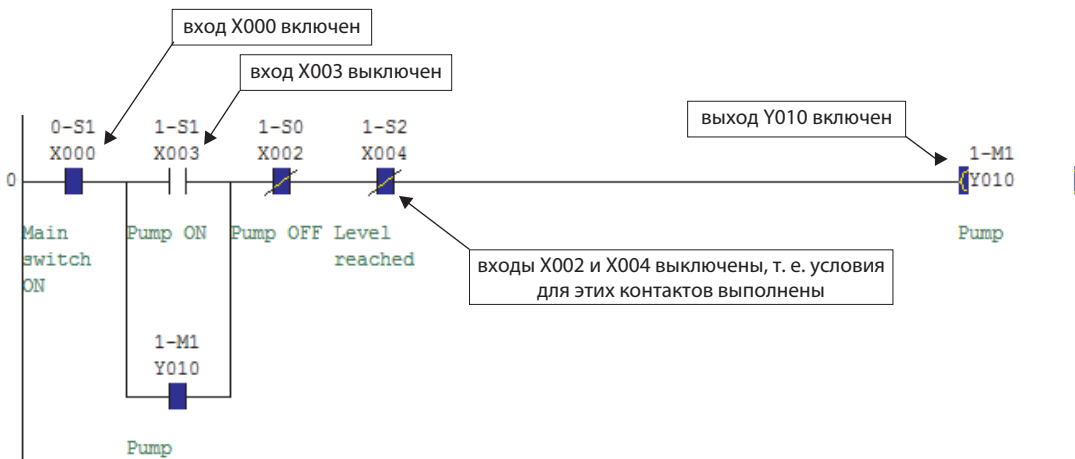 вход X000 включен
вход X003 выключен
выход Y010 включен
0-S1 1-S1 1-S0 1-S2 1-M1
X000 X003 X002 X004 Y010
0
Main Pump ON Pump OFF Level Pump
switch reached
ON
входы X002 и X004 выключены, т. е. условия
для этих контактов выполнены
1-M1
Y010
Pump